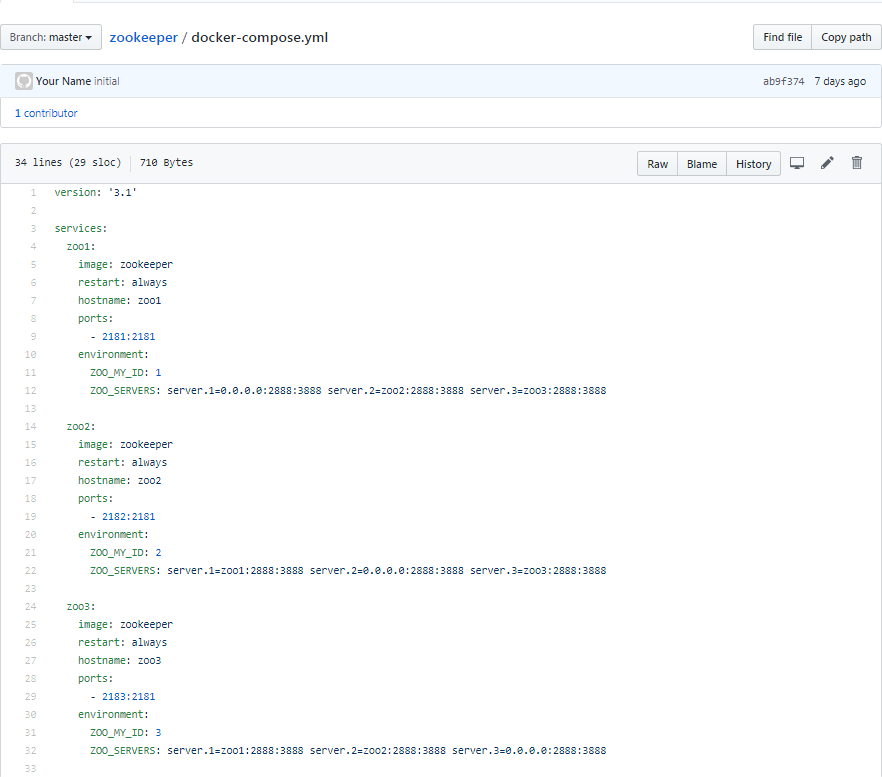 Branch: master
zookeeper / docker-compose.yml
Find file
Copy path
Your Name initial
ab9f374 7 days ago
1 contributor
34 lines (29 sloc) 710 Bytes
Raw
Blame
History
1 version: '3.1'
2
3 services:
4 zoo1:
5 image: zookeeper
6 restart: always
7 hostname: zoo1
8 ports:
9 - 2181:2181
10 environment:
11 ZOO_MY_ID: 1
12 ZOO_SERVERS: server.1=0.0.0.0:2888:3888 server.2=zoo2:2888:3888 server.3=zoo3:2888:3888
13
14 zoo2:
15 image: zookeeper
16 restart: always
17 hostname: zoo2
18 ports:
19 - 2182:2181
20 environment:
21 ZOO_MY_ID: 2
22 ZOO_SERVERS: server.1=zoo1:2888:3888 server.2=0.0.0.0:2888:3888 server.3=zoo3:2888:3888
23
24 zoo3:
25 image: zookeeper
26 restart: always
27 hostname: zoo3
28 ports:
29 - 2183:2181
30 environment:
31 ZOO_MY_ID: 3
32 ZOO_SERVERS: server.1=zoo1:2888:3888 server.2=zoo2:2888:3888 server.3=0.0.0.0:2888:3888
33